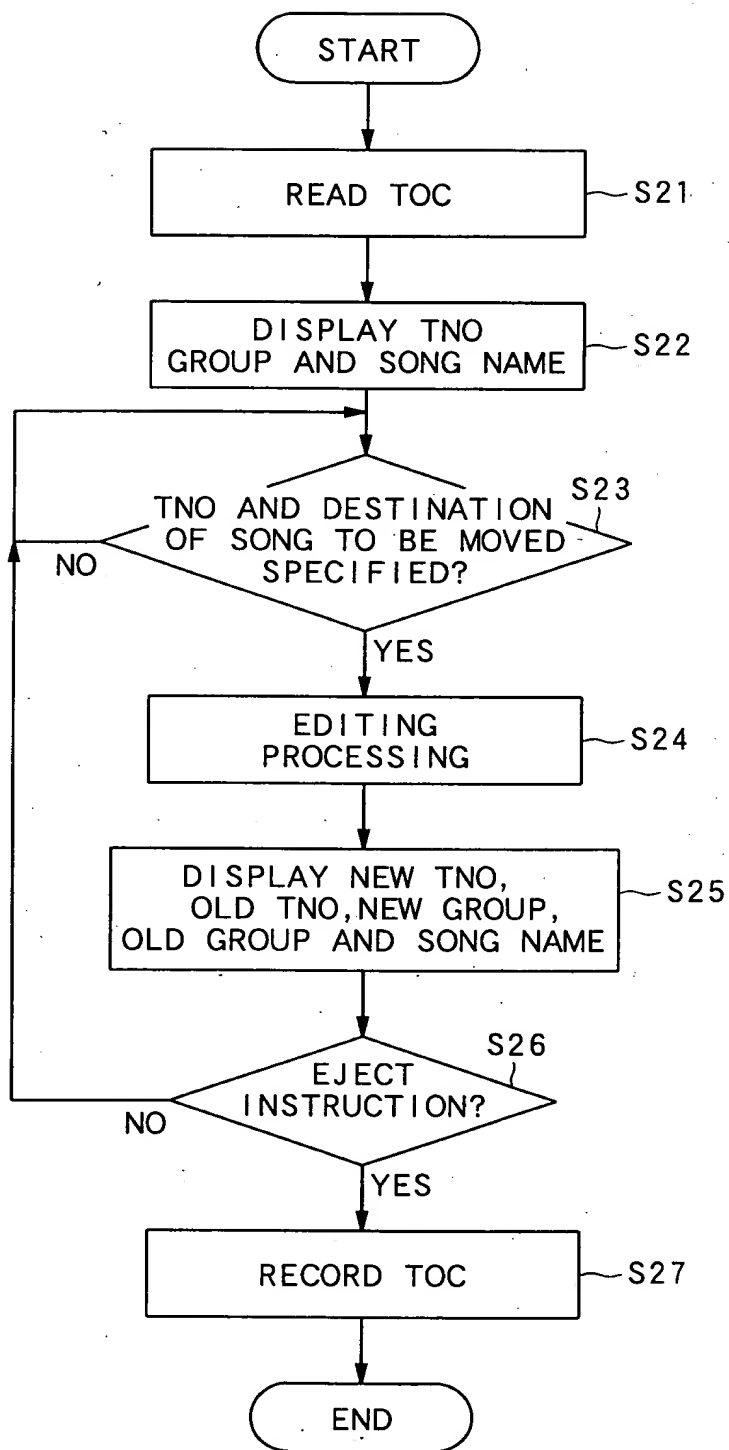 START
READ TOC
S21
DISPLAY TNO
GROUP AND SONG NAME
S22
TNO AND DESTINATION
OF SONG TO BE MOVED
SPECIFIED?
S23
NO
YES
EDITING
PROCESSING
S24
DISPLAY NEW TNO,
OLD TNO, NEW GROUP,
OLD GROUP AND SONG NAME
S25
EJECT
INSTRUCTION?
S26
NO
YES
RECORD TOC
S27
END